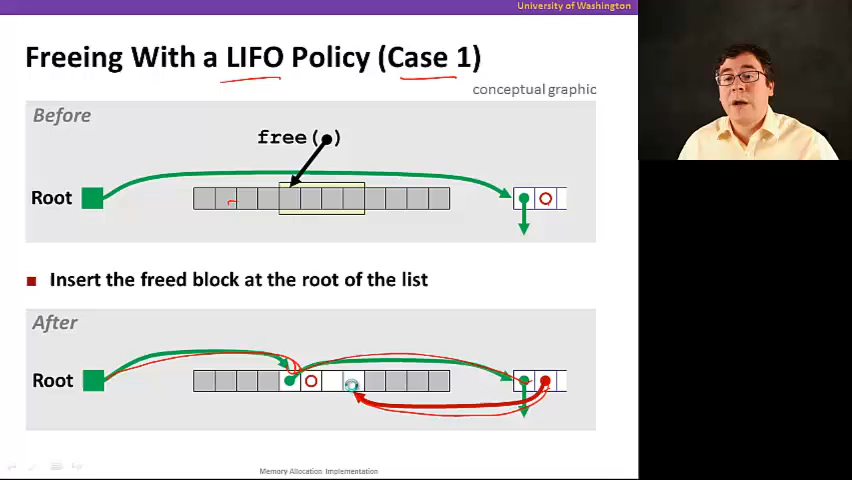 University of Washington
Freeing With a LIFO Policy (Case 1)
conceptual graphic
Before
free( )
Root
Insert the freed block at the root of the list
After
Root
Memory Allocation Implementation